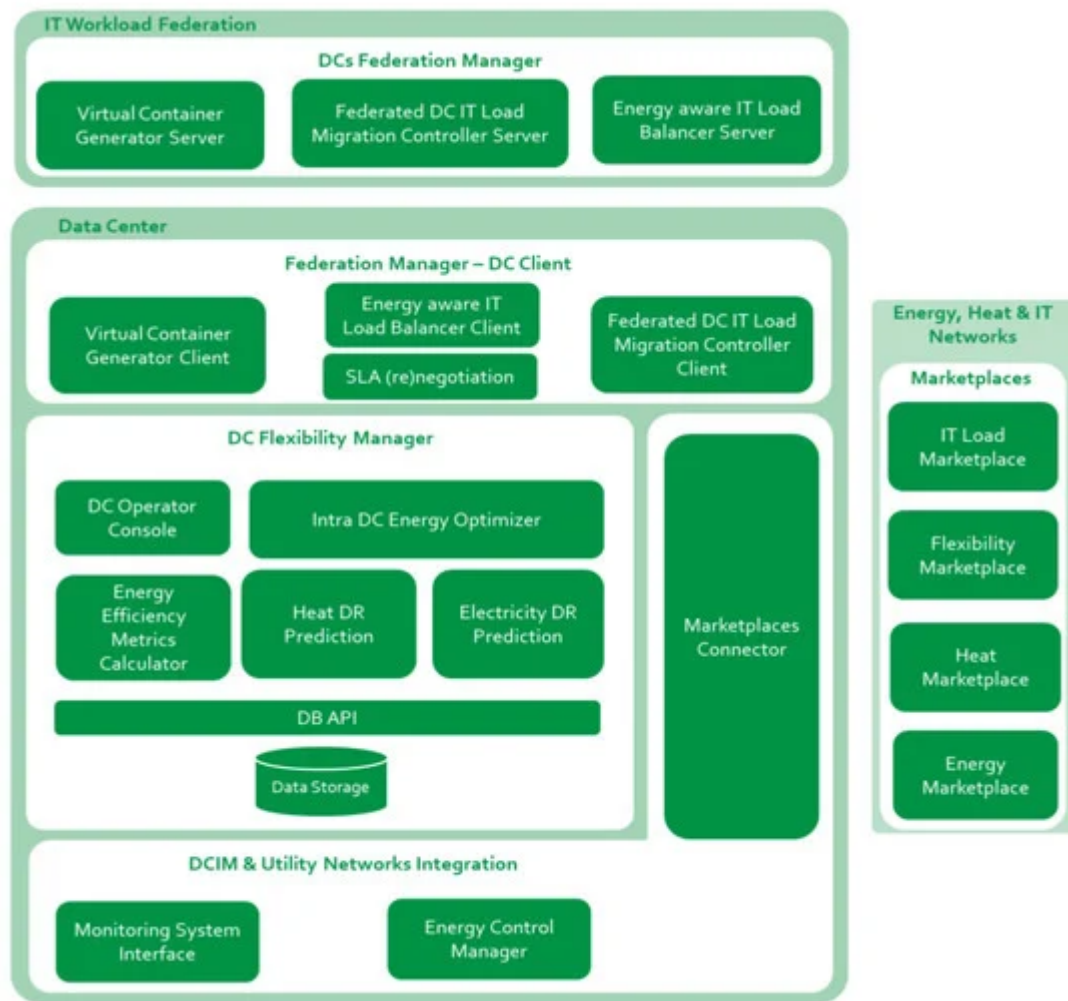 IT Workload Federation
DCs Federation Manager
Virtual Container
Generator Server
Federated DC IT Load
Migration Controller Server
Energy aware IT Load
Balancer Server
Data Center
Federation Manager – DC Client
Virtual Container
Generator Client
Energy aware IT
Load Balancer Client
SLA (re)negotiation
Federated DC IT Load
Migration Controller
Client
DC Flexibility Manager
DC Operator
Console
Intra DC Energy Optimizer
Energy
Efficiency
Metrics
Calculator
Heat DR
Prediction
Electricity DR
Prediction
DB API
Data Storage
Marketplaces
Connector
DCIM & Utility Networks Integration
Monitoring System
Interface
Energy Control
Manager
Energy, Heat & IT
Networks
Marketplaces
IT Load
Marketplace
Flexibility
Marketplace
Heat
Marketplace
Energy
Marketplace